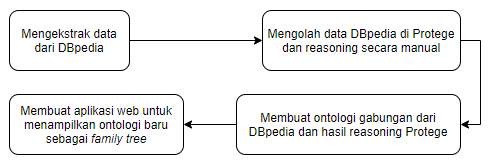 Mengekstrak data
dari DBpedia
Mengolah data DBpedia di Protege
dan reasoning secara manual
Membuat ontologi gabungan dari
DBpedia dan hasil reasoning Protege
Membuat aplikasi web untuk
menampilkan ontologi baru
sebagai family tree